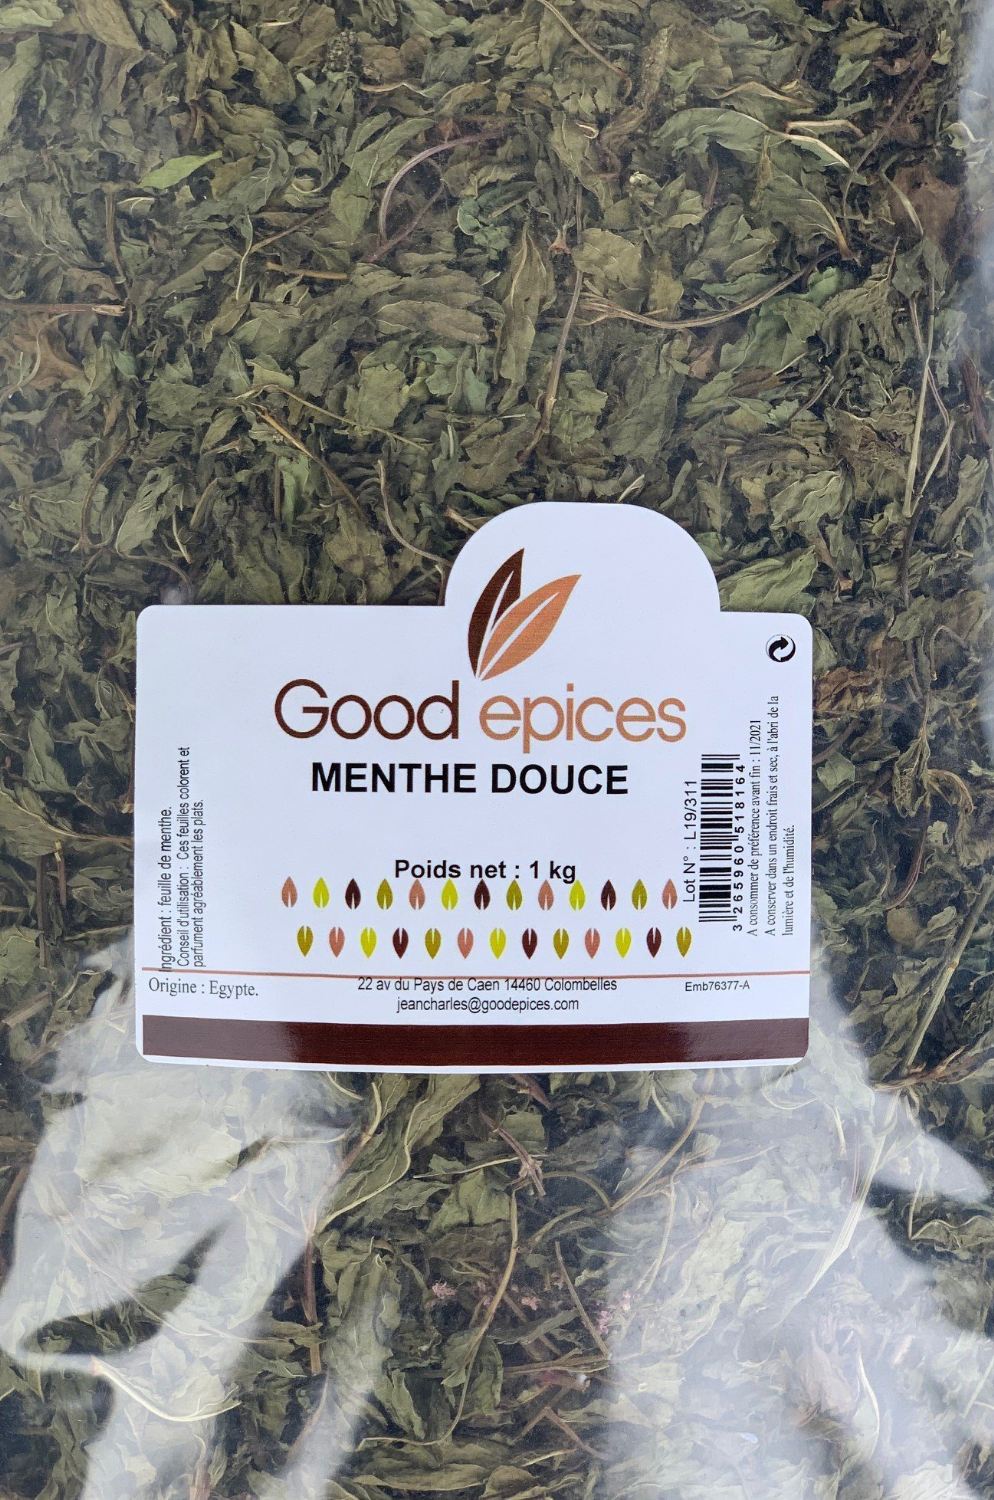 Good epices
MENTHE DOUCE
Poids net : 1 kg
Ingrédient : feuille de menthe.
Conseil d'utilisation : Ces feuilles colorent et
parfument agréablement les plats.
Lot N° : L19/311
3265960518164
A consommer de préférence avant fin : 11/2021
A conserver dans un endroit frais et sec, à l'abri de la
lumière et de l'humidité.
Origine : Egypte.
22 av du Pays de Caen 14460 Colombelles
jeancharles@goodepices.com
Emb76377-A